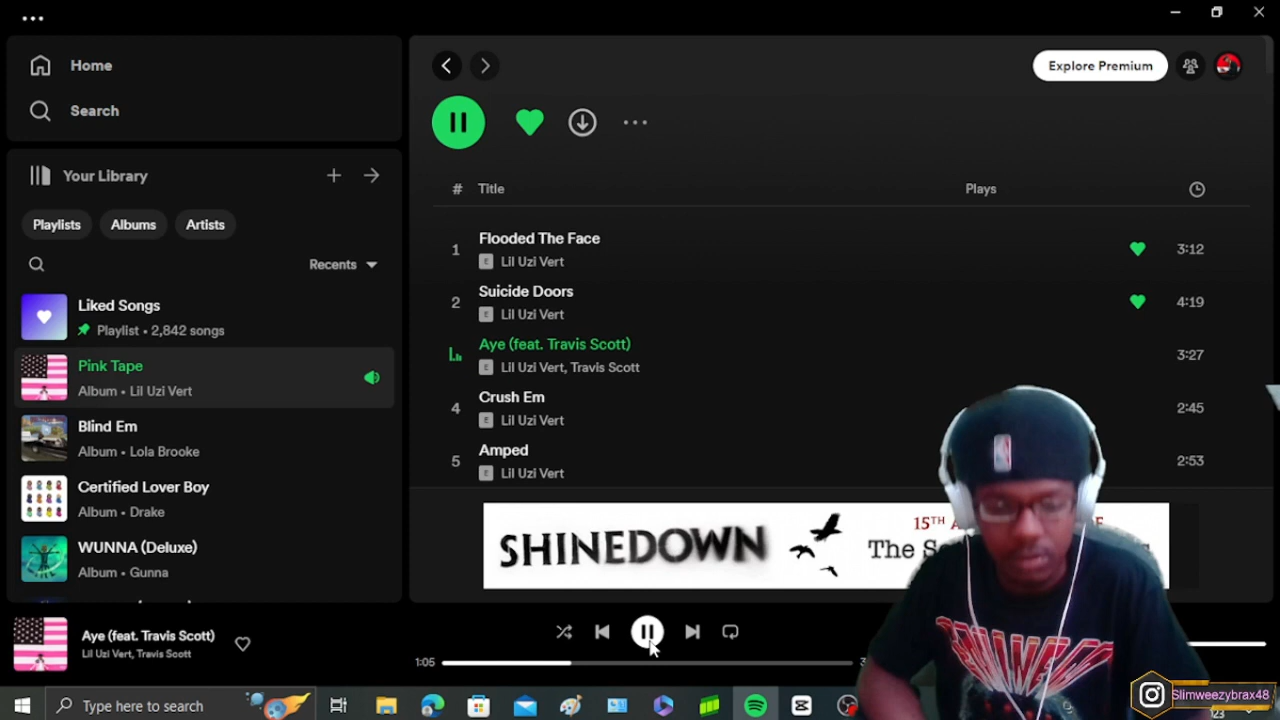 Home
Search
Your Library
Playlists
Albums
Artists
Recents
Liked Songs
Playlist • 2,842 songs
Pink Tape
Album • Lil Uzi Vert
Blind Em
Album • Lola Brooke
Certified Lover Boy
Album • Drake
WUNNA (Deluxe)
Album • Gunna
Explore Premium
# Title Plays
1 Flooded The Face 3:12
E Lil Uzi Vert
2 Suicide Doors 4:19
E Lil Uzi Vert
Aye (feat. Travis Scott) 3:27
E Lil Uzi Vert, Travis Scott
4 Crush Em 2:45
E Lil Uzi Vert
5 Amped 2:53
E Lil Uzi Vert
SHINEDOWN
15TH
The
Aye (feat. Travis Scott)
Lil Uzi Vert, Travis Scott
1:05
Type here to search
Slimweezybrax48